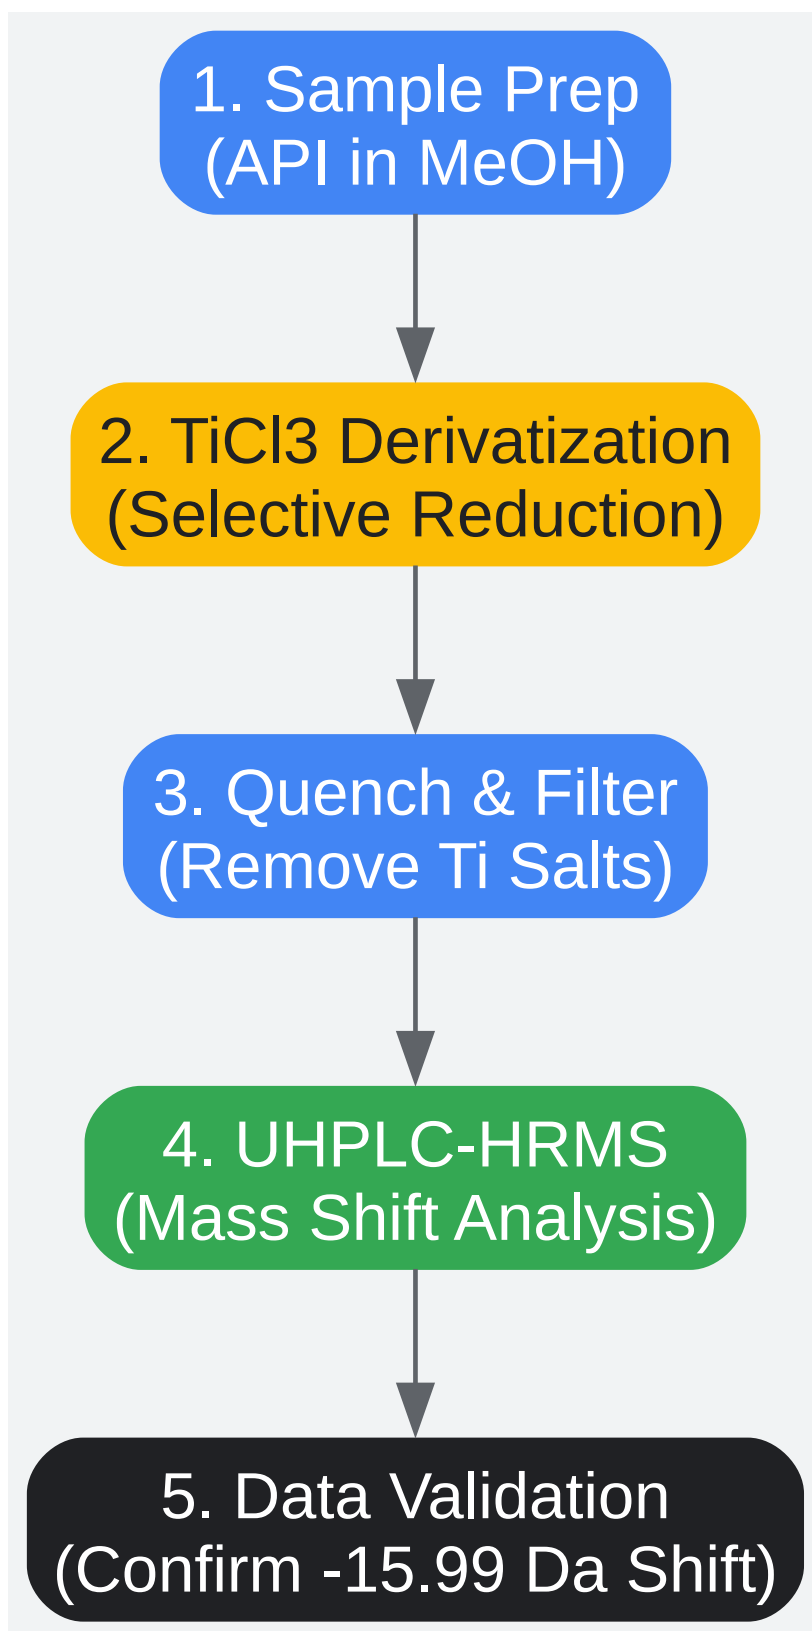 1. Sample Prep
(API in MeOH)
2. TiCl3 Derivatization
(Selective Reduction)
3. Quench & Filter
(Remove Ti Salts)
4. UHPLC-HRMS
(Mass Shift Analysis)
5. Data Validation
(Confirm -15.99 Da Shift)